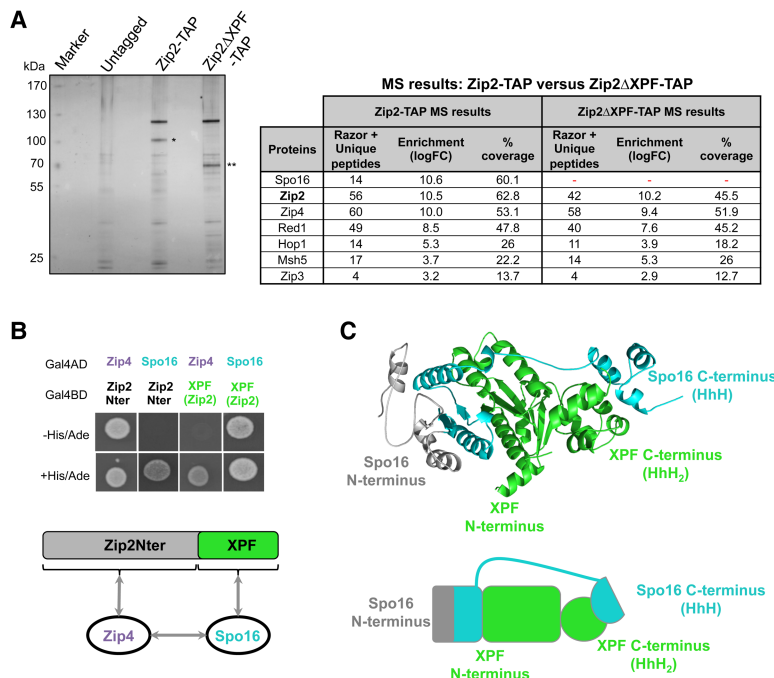 A
Marker
Untagged
Zip2-TAP
Zip2ΔXPF
-TAP
kDa
170
130
100
70
55
25
*
**
MS results: Zip2-TAP versus Zip2ΔXPF-TAP
Zip2-TAP MS results Zip2ΔXPF-TAP MS results
Proteins Razor + Unique peptides Enrichment (logFC) % coverage Razor + Unique peptides Enrichment (logFC) % coverage
Spo16 14 10.6 60.1 - - -
Zip2 56 10.5 62.8 42 10.2 45.5
Zip4 60 10.0 53.1 58 9.4 51.9
Red1 49 8.5 47.8 40 7.6 45.2
Hop1 14 5.3 26 11 3.9 18.2
Msh5 17 3.7 22.2 14 5.3 26
Zip3 4 3.2 13.7 4 2.9 12.7
B
Gal4AD Zip4 Spo16 Zip4 Spo16
Gal4BD Zip2 Nter Zip2 Nter XPF (Zip2) XPF (Zip2)
-His/Ade
+His/Ade
Zip2Nter XPF
Zip4 Spo16
C
Spo16 C-terminus
(HhH)
Spo16
N-terminus
XPF C-terminus
(HhH2)
XPF
N-terminus
Spo16
N-terminus
Spo16 C-terminus
(HhH)
XPF
N-terminus
XPF C-terminus
(HhH2)